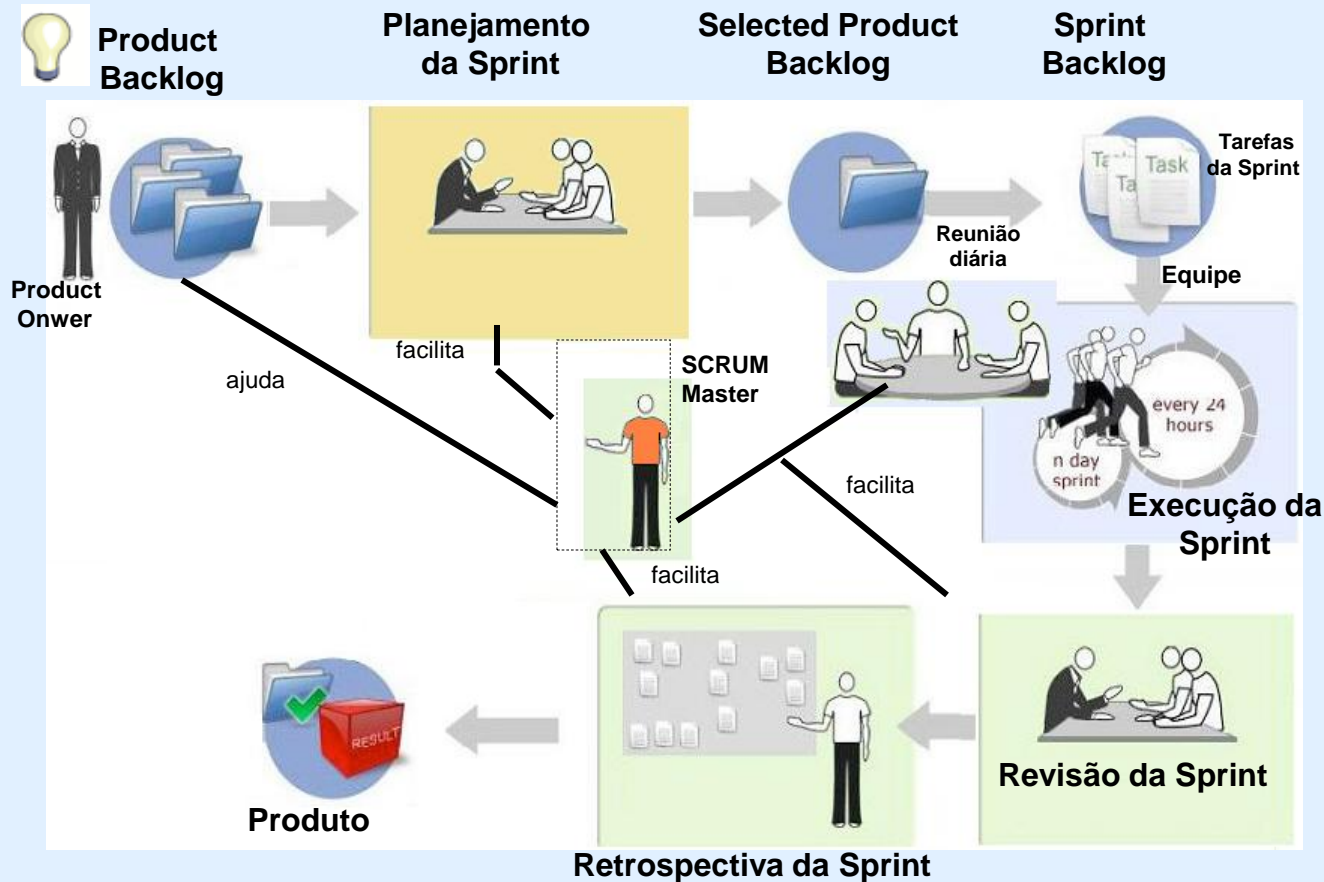 Product
Backlog
Planejamento
da Sprint
Selected Product
Backlog
Sprint
Backlog
Product
Onwer
Tarefas
da Sprint
Task
Ta
Ta
Reunião
diária
Equipe
facilita
ajuda
SCRUM
Master
every 24
hours
n day
sprint
facilita
Execução da
Sprint
facilita
RESULT
Produto
Revisão da Sprint
Retrospectiva da Sprint